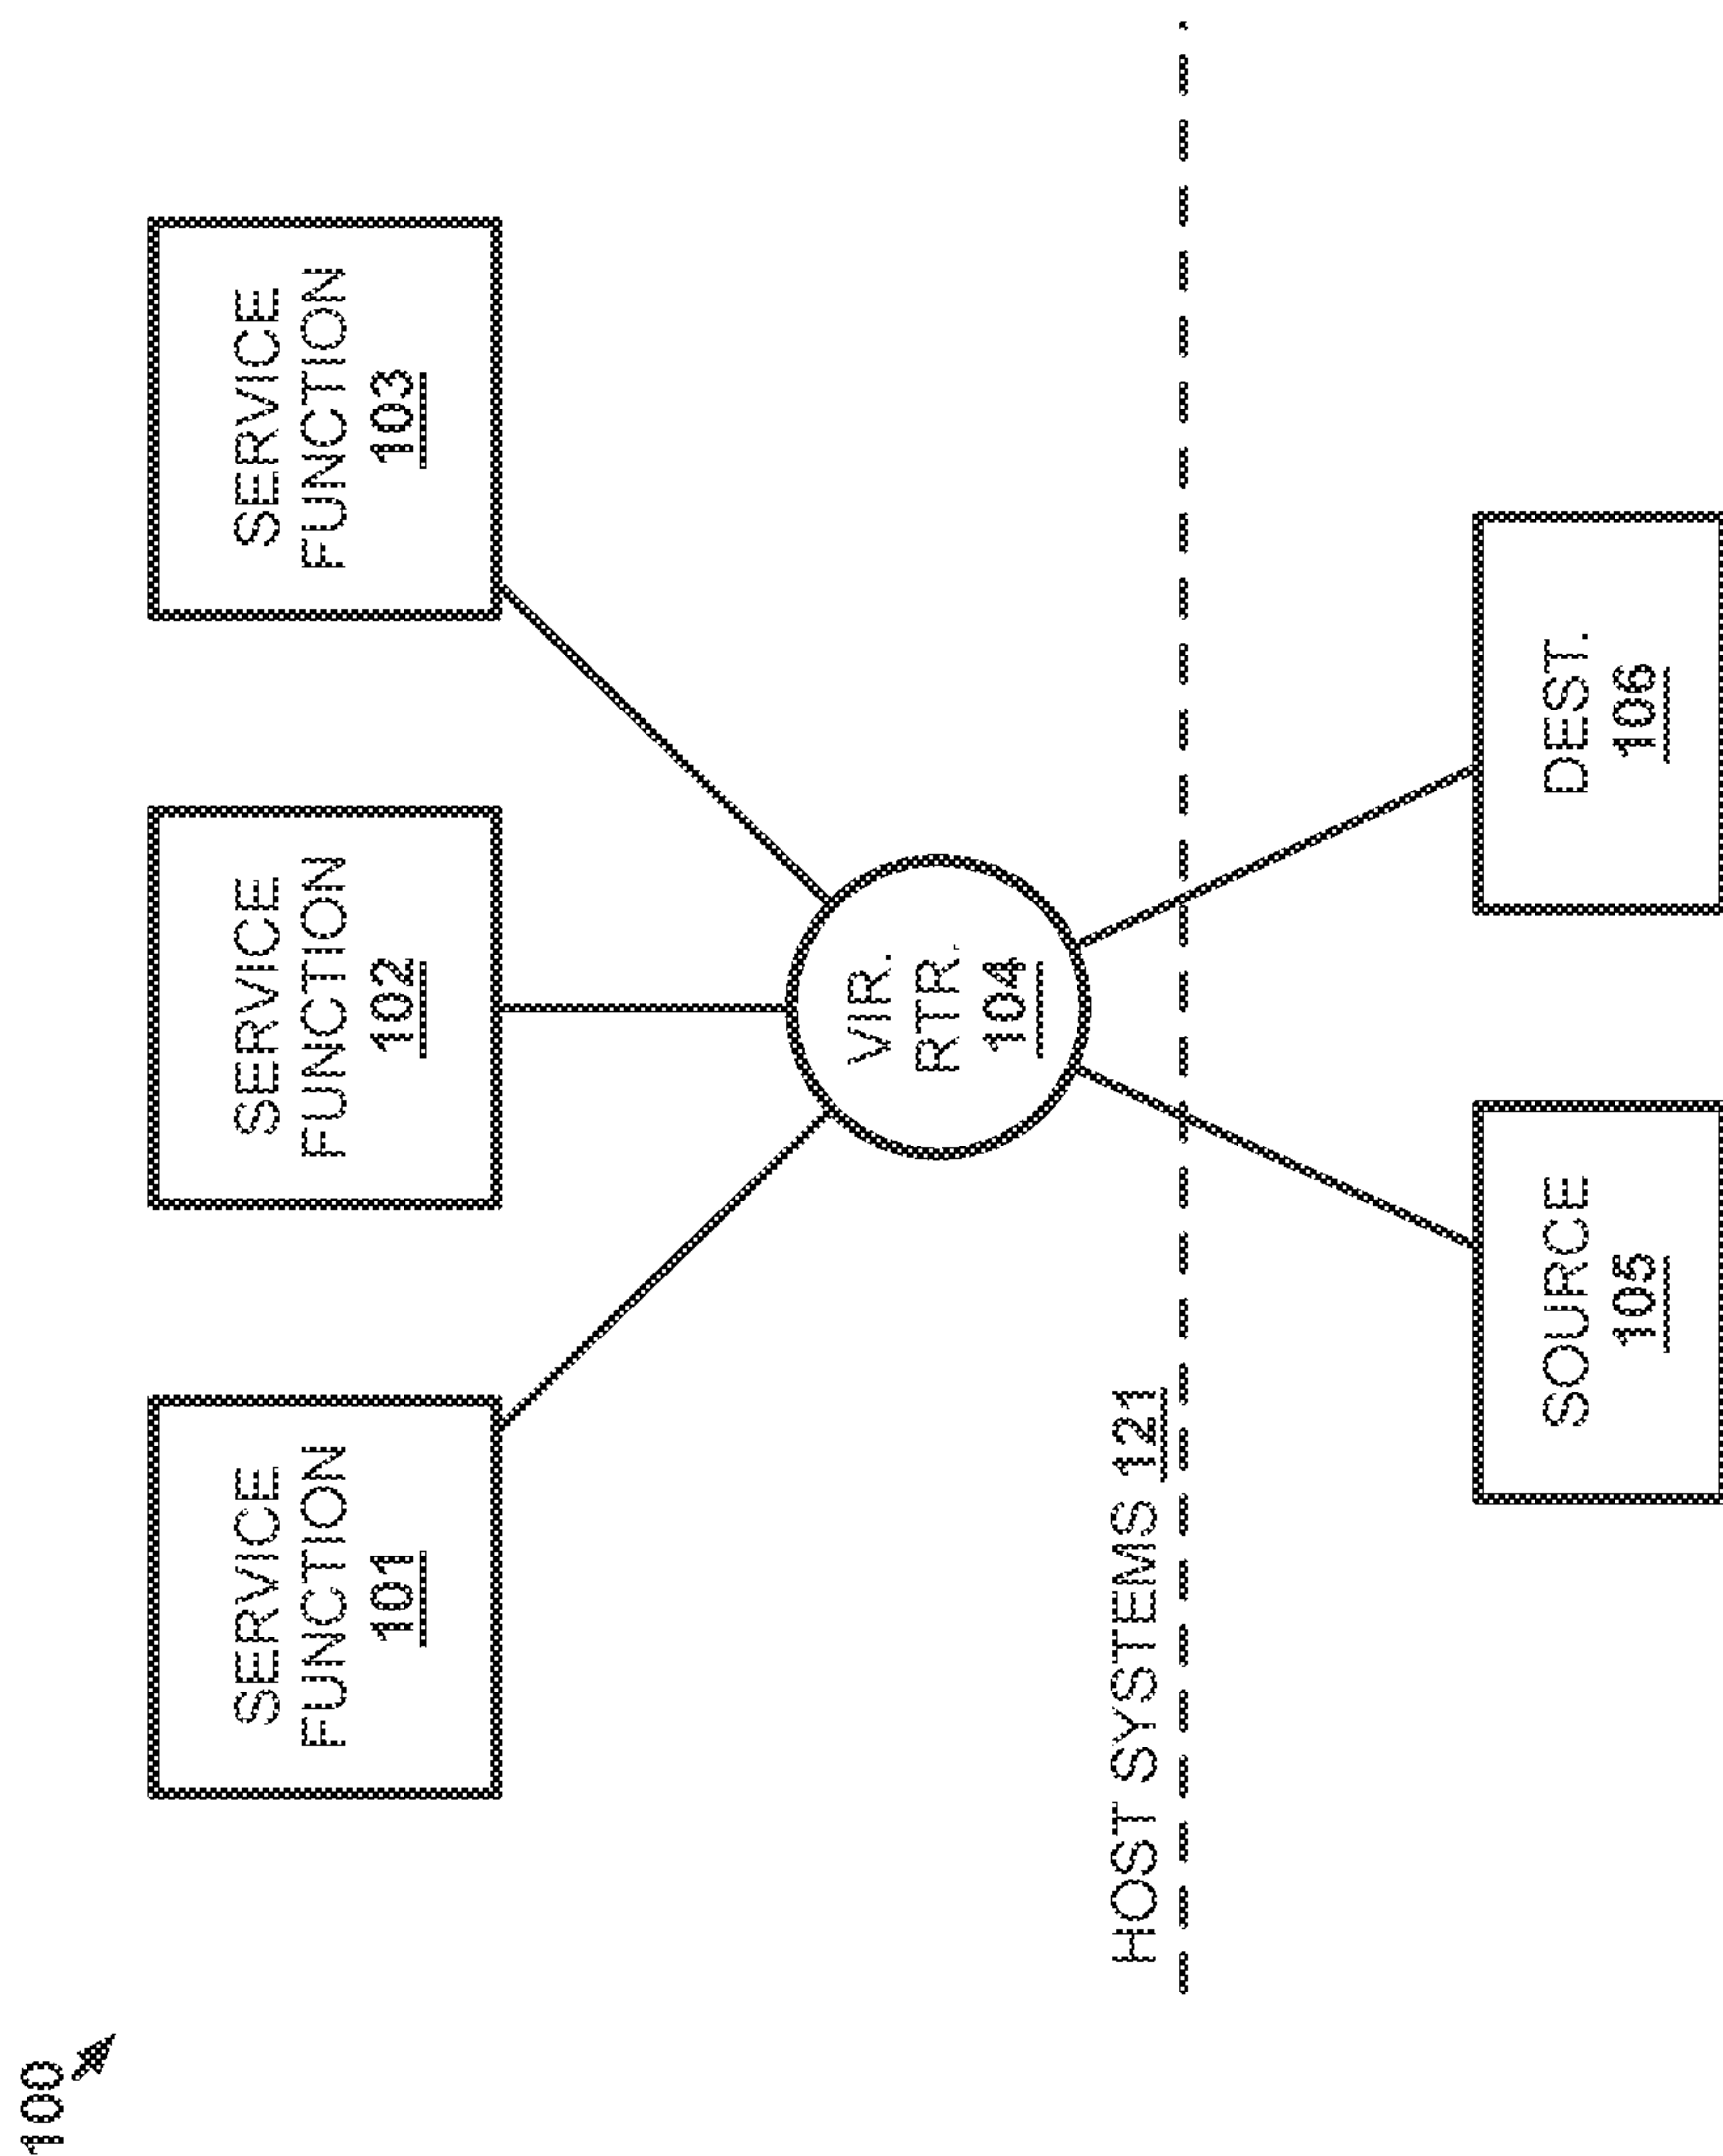 100
SERVICE
FUNCTION
101
SERVICE
FUNCTION
102
SERVICE
FUNCTION
103
VIR.
RTR.
104
HOST SYSTEMS 121
SOURCE
105
DEST.
106